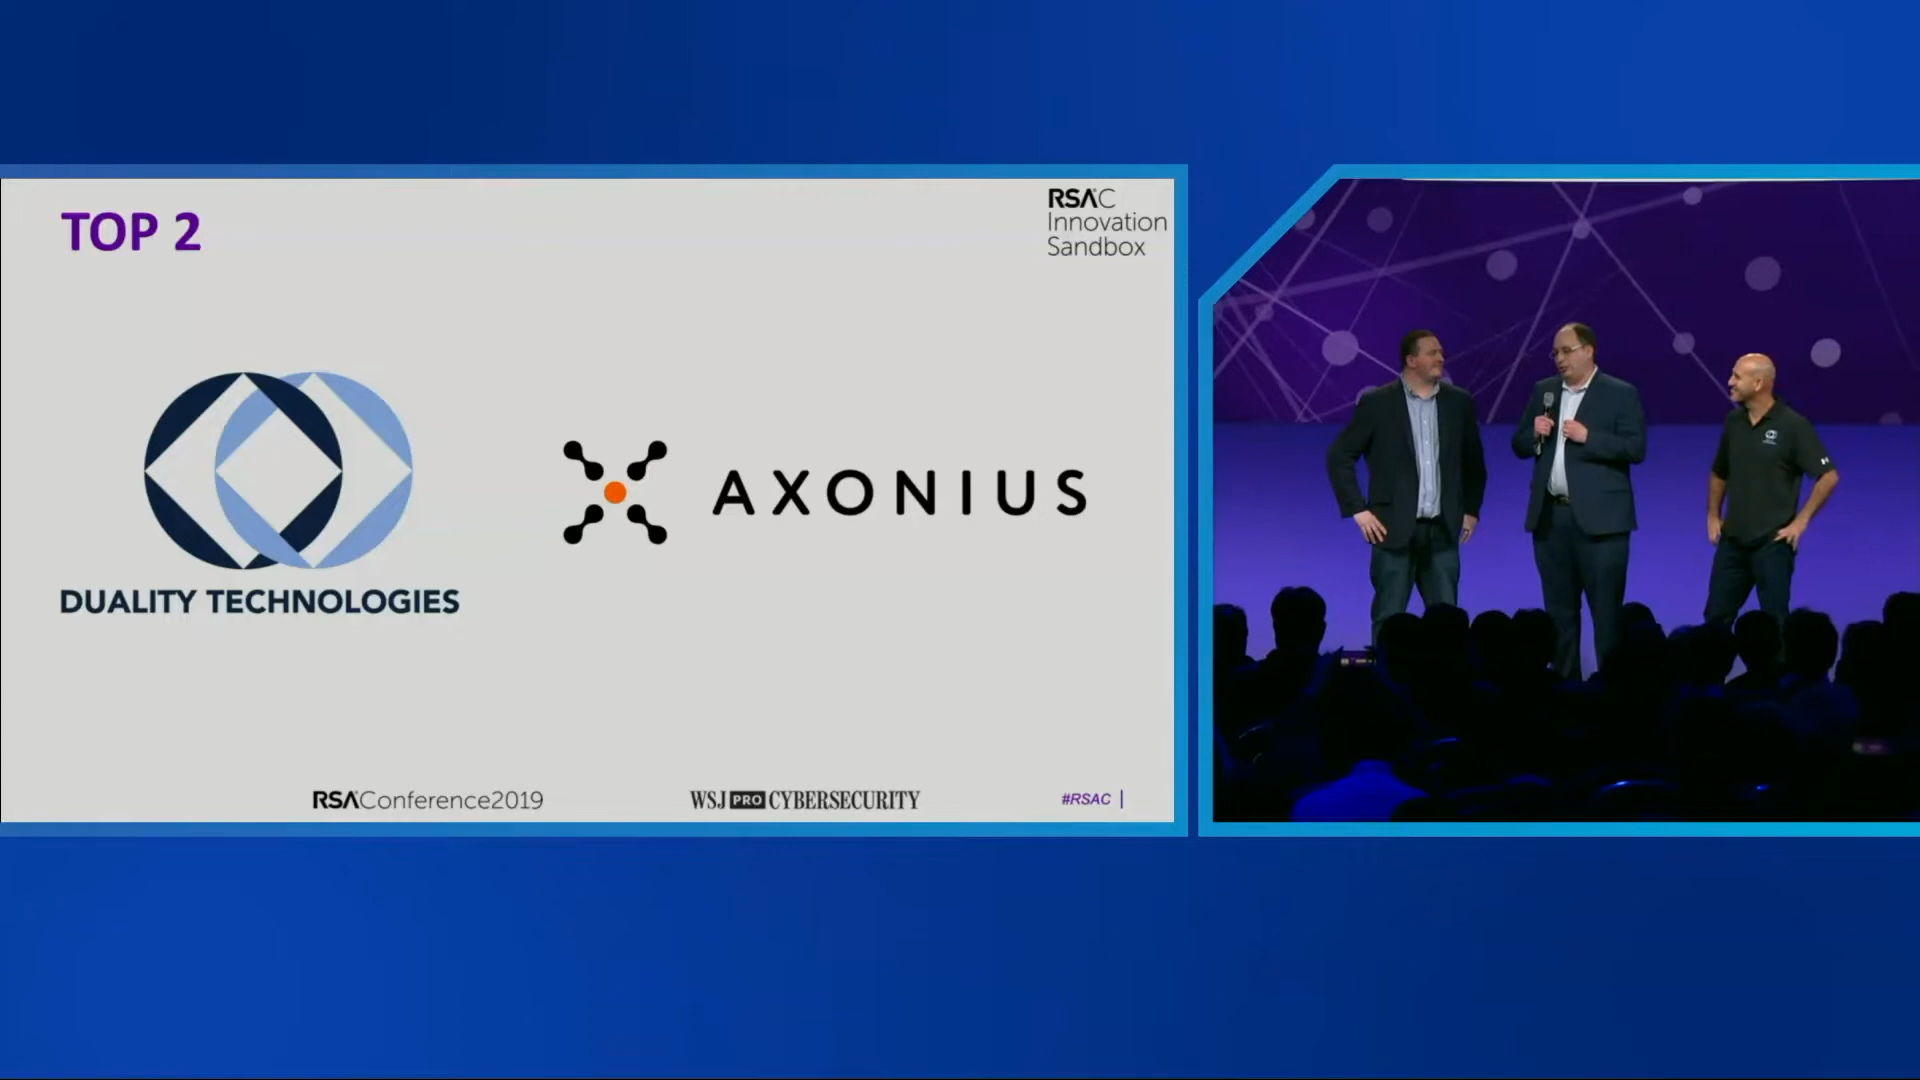 TOP 2
RSAC
Innovation
Sandbox
DUALITY TECHNOLOGIES
AXONIUS
RSAConference2019
WSJ PRO CYBERSECURITY
#RSAC